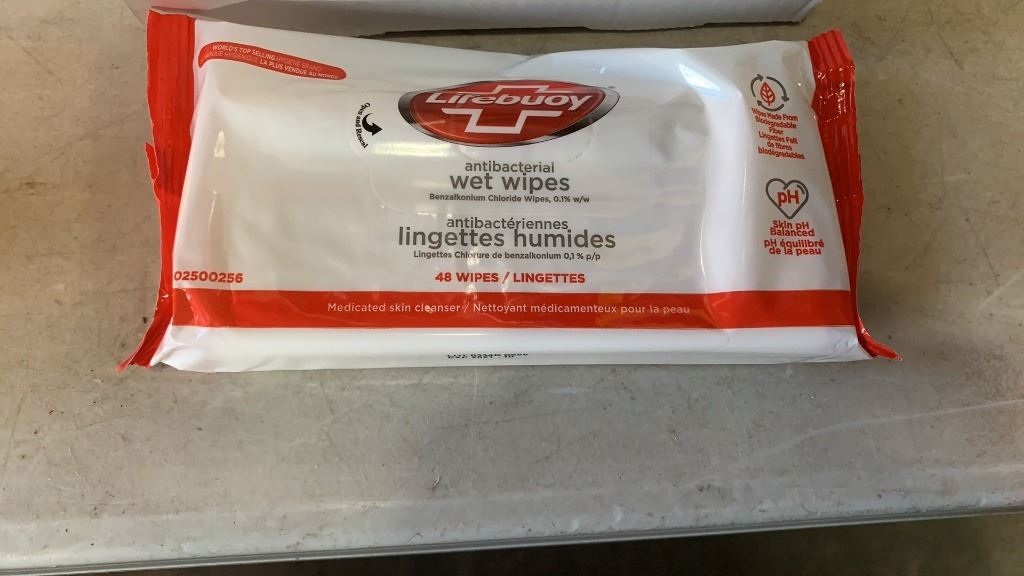 WORLD'S TOP SELLING HYGIENE BRAND
MARQUE HYGIÉNIQUE LA PLUS VENDUE AU MONDE
Open and Reseal
Lifebuoy
antibacterial
wet wipes
Benzalkonium Chloride Wipes, 0.1% w/w
antibactériennes
lingettes humides
Lingettes Chlorure de benzalkonium 0,1 % p/p
48 WIPES / LINGETTES
02500256
Wipes Made From
Biodegradable
Fiber
Lingettes Fait
de fibres
biodégradables
pH
Skin pH
Balanced
pH équilibré
de la peau
Medicated skin cleanser / Nettoyant médicamenteux pour la peau